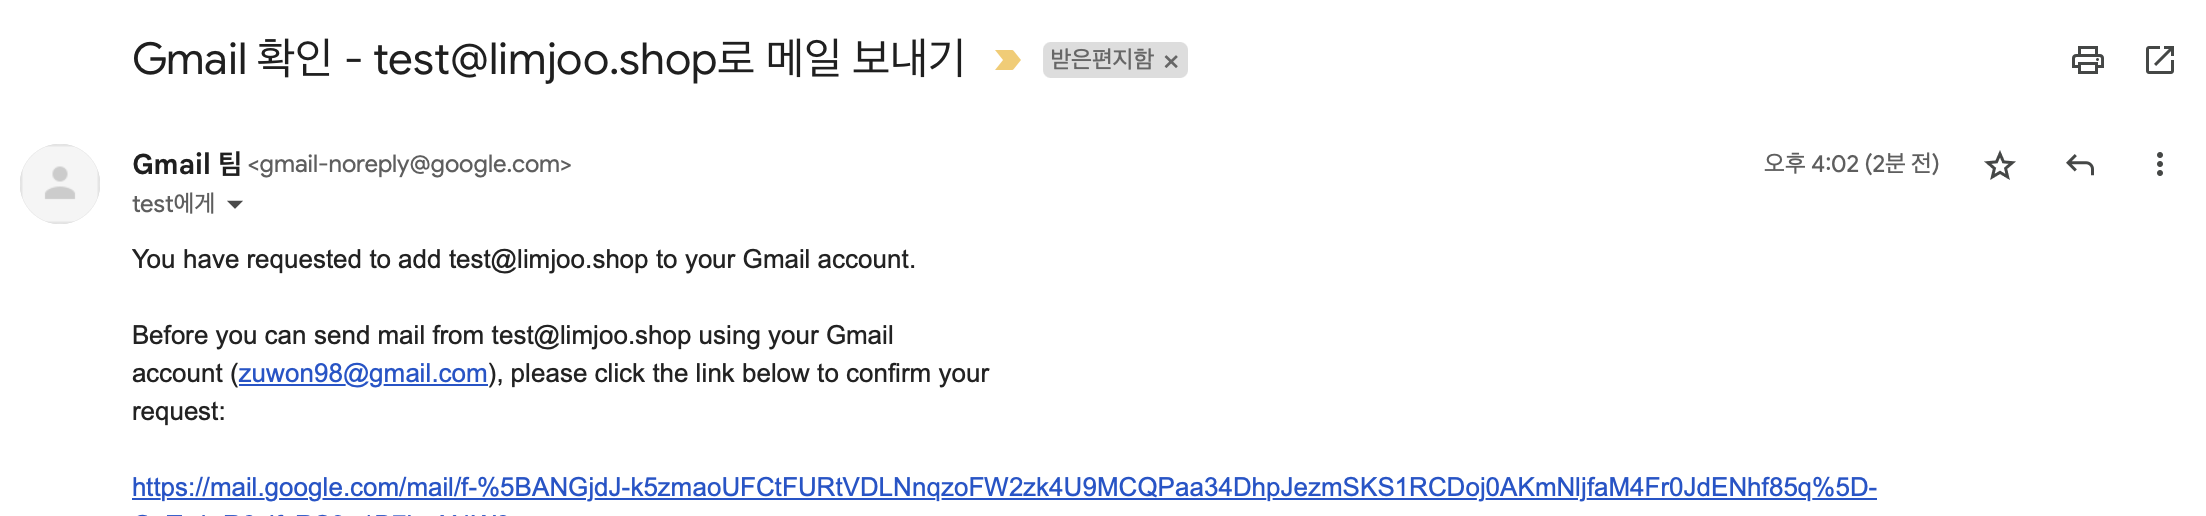 Gmail 확인 - test@limjoo.shop로 메일 보내기 받은편지함 ×
Gmail 팀 <gmail-noreply@google.com> 오후 4:02 (2분 전)
test에게
You have requested to add test@limjoo.shop to your Gmail account.
Before you can send mail from test@limjoo.shop using your Gmail
account (zuwon98@gmail.com), please click the link below to confirm your
request:
https://mail.google.com/mail/f-%5BANGjdJ-k5zmaoUFCtFURtVDLNnqzoFW2zk4U9MCQPaa34DhpJezmSKS1RCDoj0AKmNljfaM4Fr0JdENhf85q%5D-